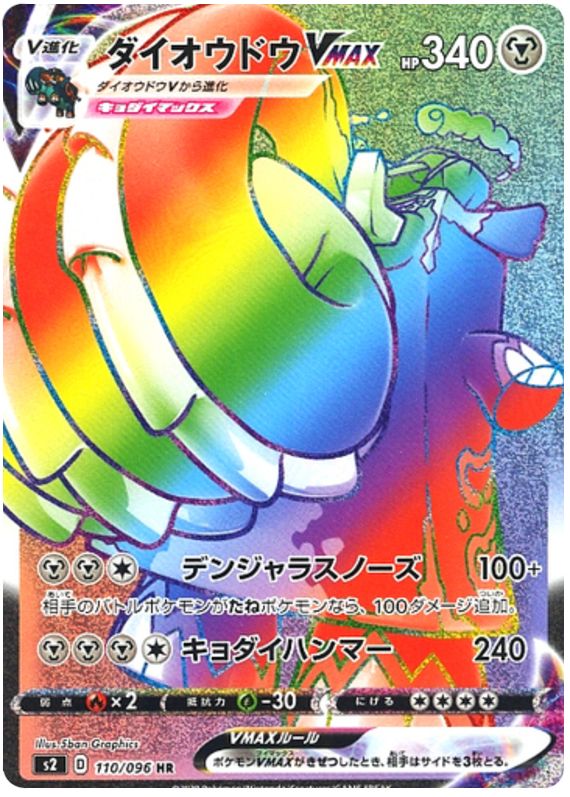 V進化
ダイオウドウVMAX
HP340
ダイオウドウVから進化
キョダイマックス
デンジャラスノーズ 100+
相手のバトルポケモンがたねポケモンなら、100ダメージ追加。
キョダイハンマー 240
弱点 ×2 抵抗力 -30 にげる
Illus.5ban Graphics
VMAXルール
ポケモンVMAXがきぜつしたとき、相手はサイドを3枚とる。
s2 D 110/096 HR